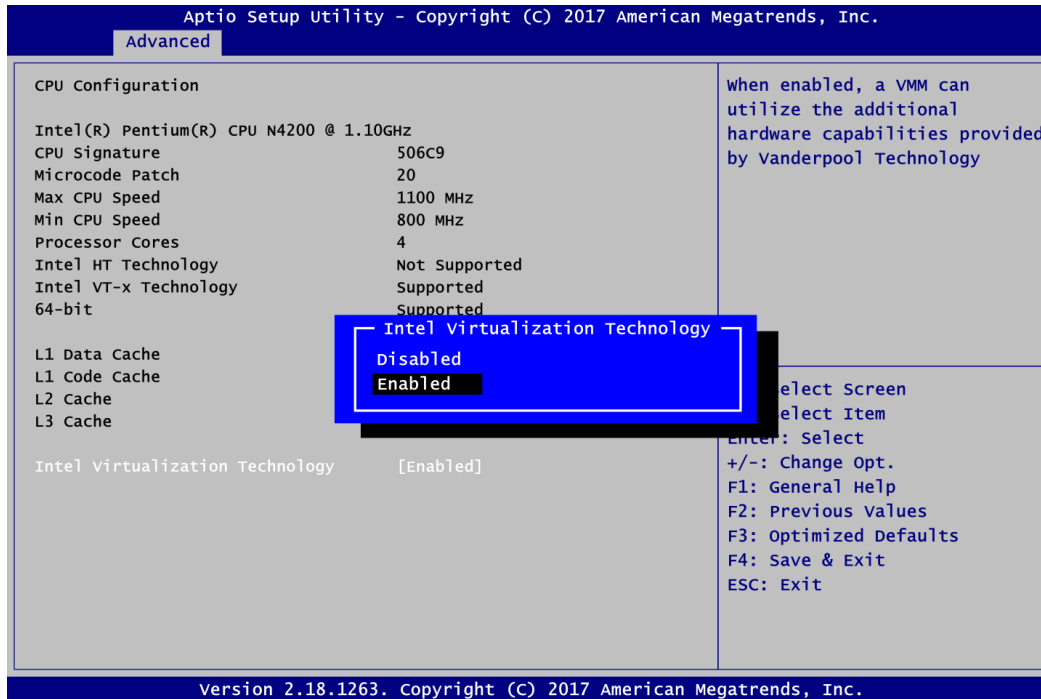 Aptio Setup Utility - Copyright (C) 2017 American Megatrends, Inc.
Advanced
CPU Configuration
Intel(R) Pentium(R) CPU N4200 @ 1.10GHz
CPU Signature 506C9
Microcode Patch 20
Max CPU Speed 1100 MHz
Min CPU Speed 800 MHz
Processor Cores 4
Intel HT Technology Not Supported
Intel VT-x Technology Supported
64-bit Supported
L1 Data Cache
L1 Code Cache
L2 Cache
L3 Cache
Intel Virtualization Technology [Enabled]
Intel Virtualization Technology
Disabled
Enabled
When enabled, a VMM can
utilize the additional
hardware capabilities provided
by Vanderpool Technology
elect Screen
elect Item
Enter: Select
+/-: Change Opt.
F1: General Help
F2: Previous Values
F3: Optimized Defaults
F4: Save & Exit
ESC: Exit
Version 2.18.1263. Copyright (C) 2017 American Megatrends, Inc.